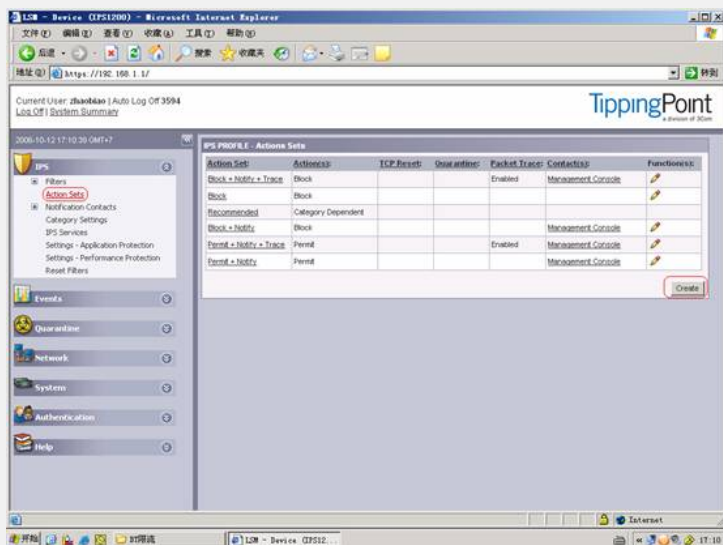 LSM - Device (IPS1200) - Microsoft Internet Explorer
文件(F) 编辑(E) 查看(V) 收藏(A) 工具(T) 帮助(H)
后退 搜索 收藏夹
地址(D) https://192.168.1.1/ 转到
Current User: zhaobiao | Auto Log Off 3594
Log Off | System Summary
TippingPoint
a division of 3Com
2006-10-12 17:10:39 GMT+7
IPS
Filters
Action Sets
Notification Contacts
Category Settings
IPS Services
Settings - Application Protection
Settings - Performance Protection
Reset Filters
Events
Quarantine
Network
System
Authentication
Help
IPS PROFILE - Actions Sets
Action Set: Action(s): TCP Reset: Quarantine: Packet Trace: Contact(s): Function(s):
Block + Notify + Trace Block Enabled Management Console
Block Block
Recommended Category Dependent
Block + Notify Block Management Console
Permit + Notify + Trace Permit Enabled Management Console
Permit + Notify Permit Management Console
Create
Internet
开始 BT限流 LSM - Device (IPS12... 17:10